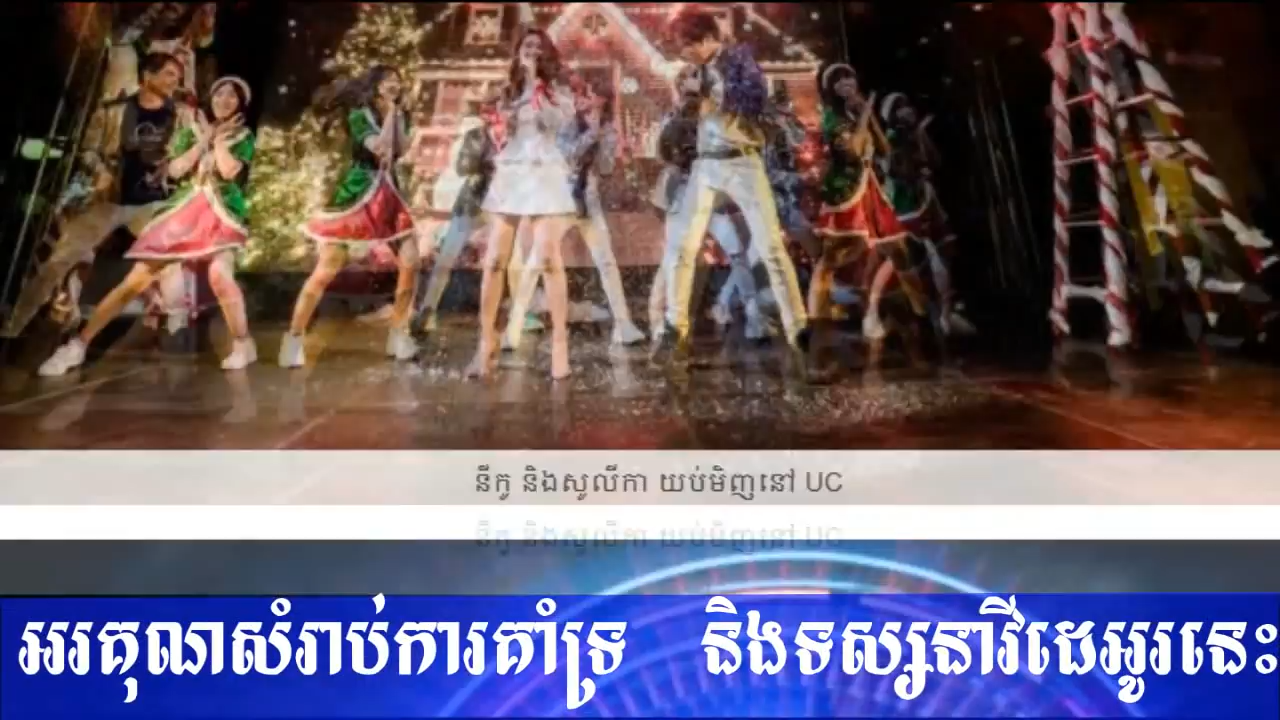 នីកូ និងសូលីកា យប់មិញនៅ UC
អរគុណសំរាប់ការគាំទ្រ និងទស្សនាវីដេអូរនេះ